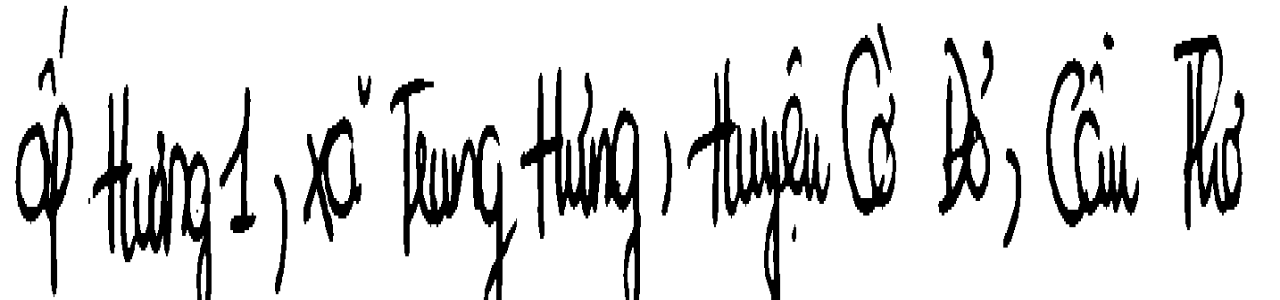 ấp Hưng 1, xã Trung Hưng, Huyện Cờ Đỏ, Cần Thơ